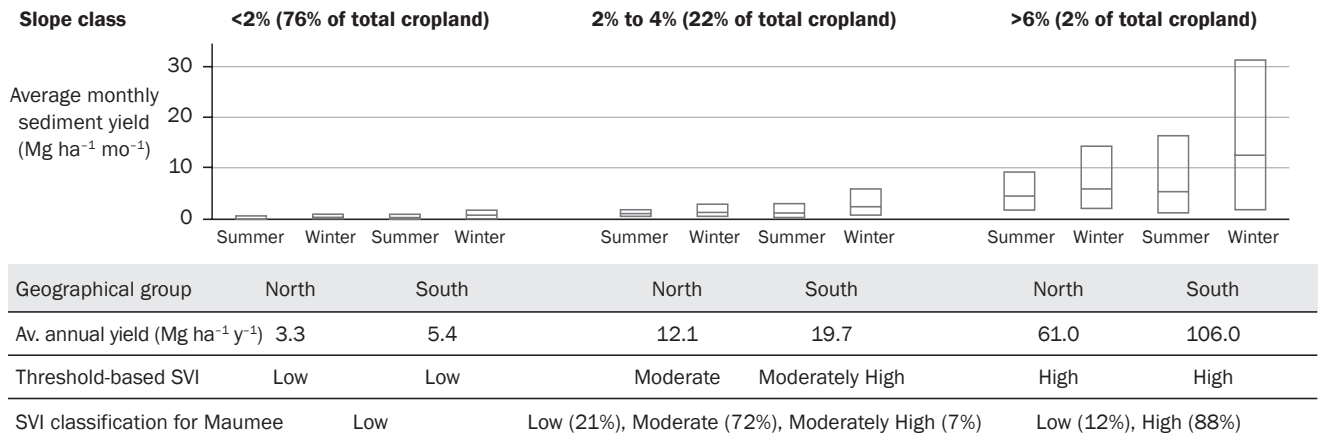 Slope class <2% (76% of total cropland) 2% to 4% (22% of total cropland) >6% (2% of total cropland)
Average monthly
sediment yield
(Mg ha⁻¹ mo⁻¹)
30
20
10
0
Summer Winter Summer Winter Summer Winter Summer Winter Summer Winter Summer Winter
Geographical group North South North South North South
Av. annual yield (Mg ha⁻¹ y⁻¹) 3.3 5.4 12.1 19.7 61.0 106.0
Threshold-based SVI Low Low Moderate Moderately High High High
SVI classification for Maumee Low Low (21%), Moderate (72%), Moderately High (7%) Low (12%), High (88%)